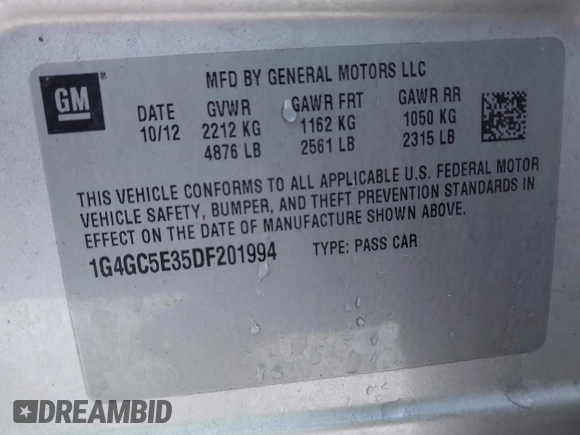 GM
MFD BY GENERAL MOTORS LLC
DATE GVWR GAWR FRT GAWR RR
10/12 2212 KG 1162 KG 1050 KG
4876 LB 2561 LB 2315 LB
THIS VEHICLE CONFORMS TO ALL APPLICABLE U.S. FEDERAL MOTOR
VEHICLE SAFETY, BUMPER, AND THEFT PREVENTION STANDARDS IN
EFFECT ON THE DATE OF MANUFACTURE SHOWN ABOVE.
1G4GC5E35DF201994 TYPE: PASS CAR
DREAMBID